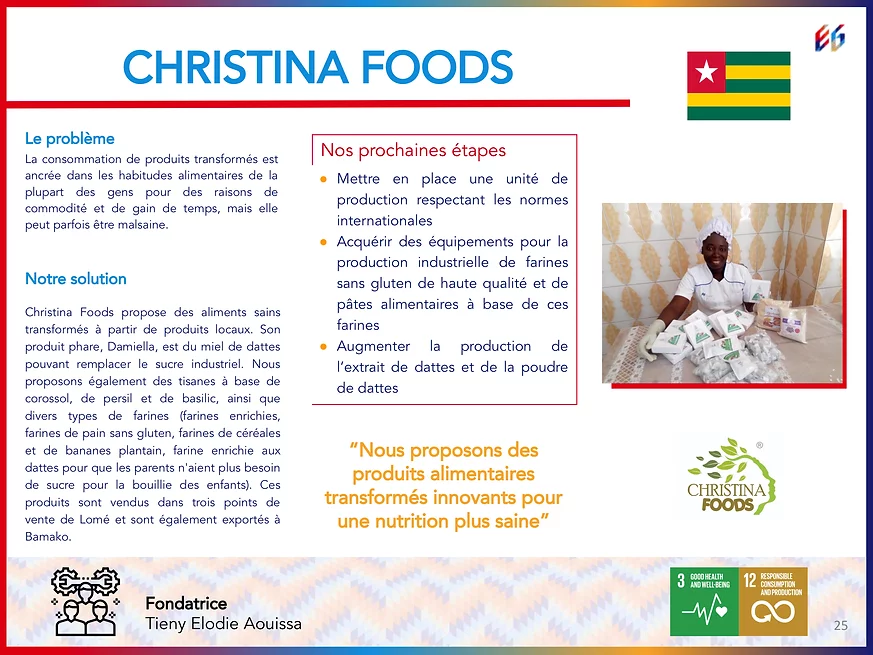 EG
CHRISTINA FOODS
Le problème
La consommation de produits transformés est
ancrée dans les habitudes alimentaires de la
plupart des gens pour des raisons de
commodité et de gain de temps, mais elle
peut parfois être malsaine.
Notre solution
Christina Foods propose des aliments sains
transformés à partir de produits locaux. Son
produit phare, Damiella, est du miel de dattes
pouvant remplacer le sucre industriel. Nous
proposons également des tisanes à base de
corossol, de persil et de basilic, ainsi que
divers types de farines (farines enrichies,
farines de pain sans gluten, farines de céréales
et de bananes plantain, farine enrichie aux
dattes pour que les parents n'aient plus besoin
de sucre pour la bouillie des enfants). Ces
produits sont vendus dans trois points de
vente de Lomé et sont également exportés à
Bamako.
Nos prochaines étapes
• Mettre en place une unité de
production respectant les normes
internationales
• Acquérir des équipements pour la
production industrielle de farines
sans gluten de haute qualité et de
pâtes alimentaires à base de ces
farines
• Augmenter la production de
l’extrait de dattes et de la poudre
de dattes
“Nous proposons des
produits alimentaires
transformés innovants pour
une nutrition plus saine”
CHRISTINA
FOODS
®
Fondatrice
Tieny Elodie Aouissa
3 GOOD HEALTH
AND WELL-BEING
12 RESPONSIBLE
CONSUMPTION
AND PRODUCTION
25